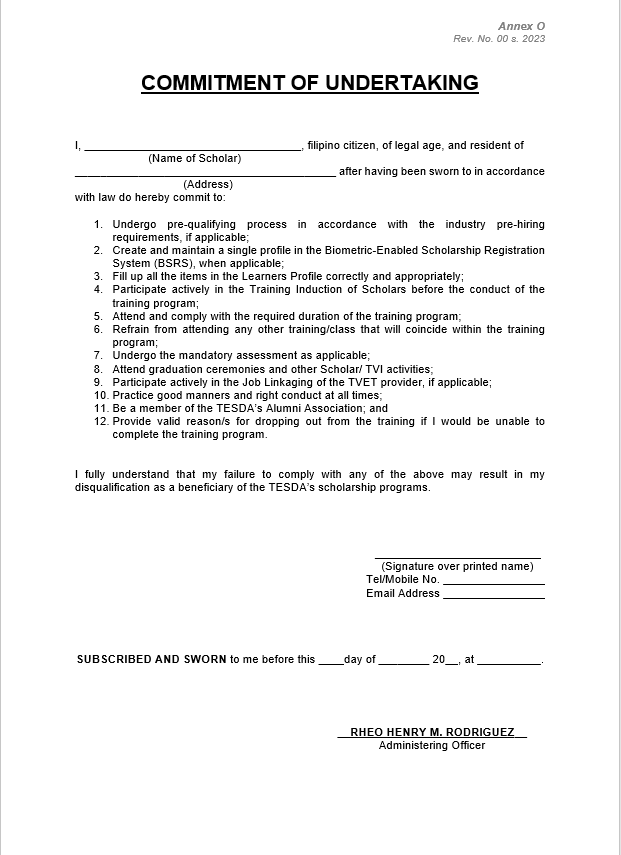 Annex O
Rev. No. 00 s. 2023
COMMITMENT OF UNDERTAKING
I, __________________________________, filipino citizen, of legal age, and resident of
(Name of Scholar)
_________________________________________ after having been sworn to in accordance
(Address)
with law do hereby commit to:
1. Undergo pre-qualifying process in accordance with the industry pre-hiring
requirements, if applicable;
2. Create and maintain a single profile in the Biometric-Enabled Scholarship Registration
System (BSRS), when applicable;
3. Fill up all the items in the Learners Profile correctly and appropriately;
4. Participate actively in the Training Induction of Scholars before the conduct of the
training program;
5. Attend and comply with the required duration of the training program;
6. Refrain from attending any other training/class that will coincide within the training
program;
7. Undergo the mandatory assessment as applicable;
8. Attend graduation ceremonies and other Scholar/ TVI activities;
9. Participate actively in the Job Linkaging of the TVET provider, if applicable;
10. Practice good manners and right conduct at all times;
11. Be a member of the TESDA's Alumni Association; and
12. Provide valid reason/s for dropping out from the training if I would be unable to
complete the training program.
I fully understand that my failure to comply with any of the above may result in my
disqualification as a beneficiary of the TESDA's scholarship programs.
__________________________
(Signature over printed name)
Tel/Mobile No. ________________
Email Address ________________
SUBSCRIBED AND SWORN to me before this ____day of ________ 20__, at __________.
__RHEO HENRY M. RODRIGUEZ__
Administering Officer